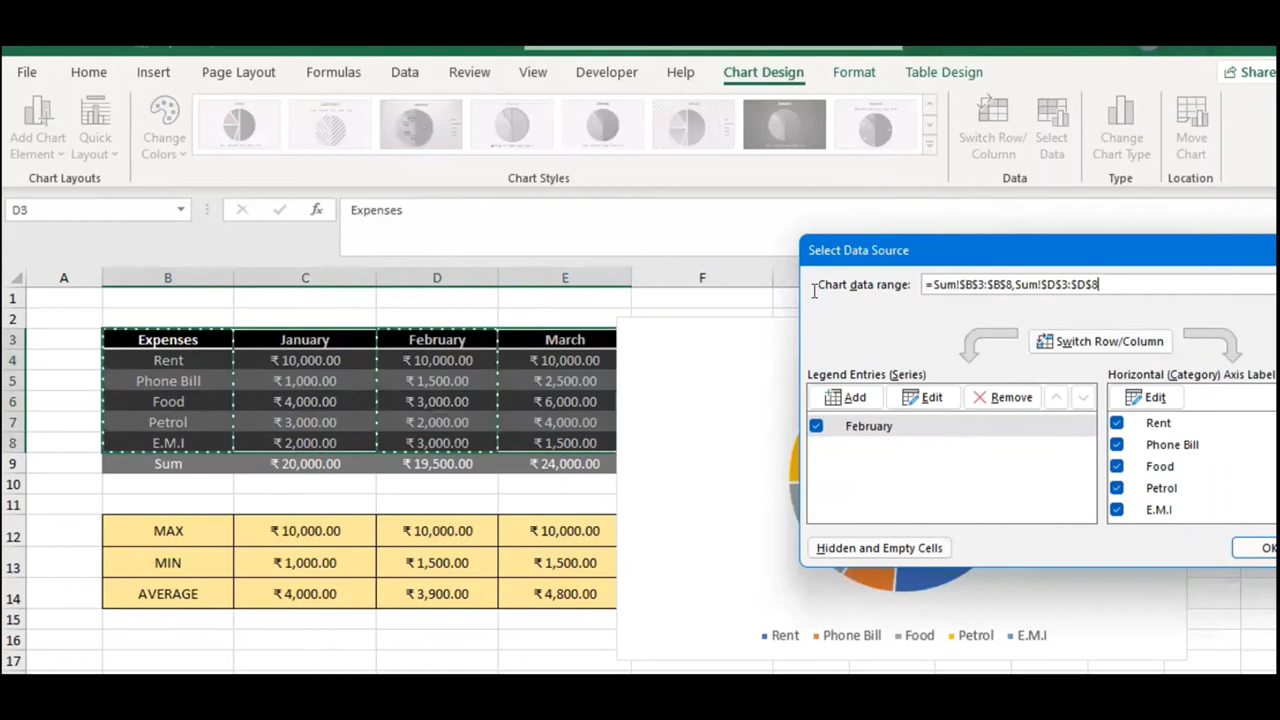 File Home Insert Page Layout Formulas Data Review View Developer Help Chart Design Format Table Design Share
Add Chart Element Quick Layout Change Colors Switch Row/Column Select Data Change Chart Type Move Chart
Chart Layouts Chart Styles Data Type Location
D3 fx Expenses
Select Data Source
Chart data range: =Sum!$B$3:$B$8,Sum!$D$3:$D$8
Switch Row/Column
Legend Entries (Series) Horizontal (Category) Axis Label
Add Edit Remove Edit
February
Rent
Phone Bill
Food
Petrol
E.M.I
Hidden and Empty Cells OK
A B C D E F
1
2
3 Expenses January February March
4 Rent ₹ 10,000.00 ₹ 10,000.00 ₹ 10,000.00
5 Phone Bill ₹ 1,000.00 ₹ 1,500.00 ₹ 2,500.00
6 Food ₹ 4,000.00 ₹ 3,000.00 ₹ 6,000.00
7 Petrol ₹ 3,000.00 ₹ 2,000.00 ₹ 4,000.00
8 E.M.I ₹ 2,000.00 ₹ 3,000.00 ₹ 1,500.00
9 Sum ₹ 20,000.00 ₹ 19,500.00 ₹ 24,000.00
10
11
12 MAX ₹ 10,000.00 ₹ 10,000.00 ₹ 10,000.00
13 MIN ₹ 1,000.00 ₹ 1,500.00 ₹ 1,500.00
14 AVERAGE ₹ 4,000.00 ₹ 3,900.00 ₹ 4,800.00
15
16
17
Rent Phone Bill Food Petrol E.M.I